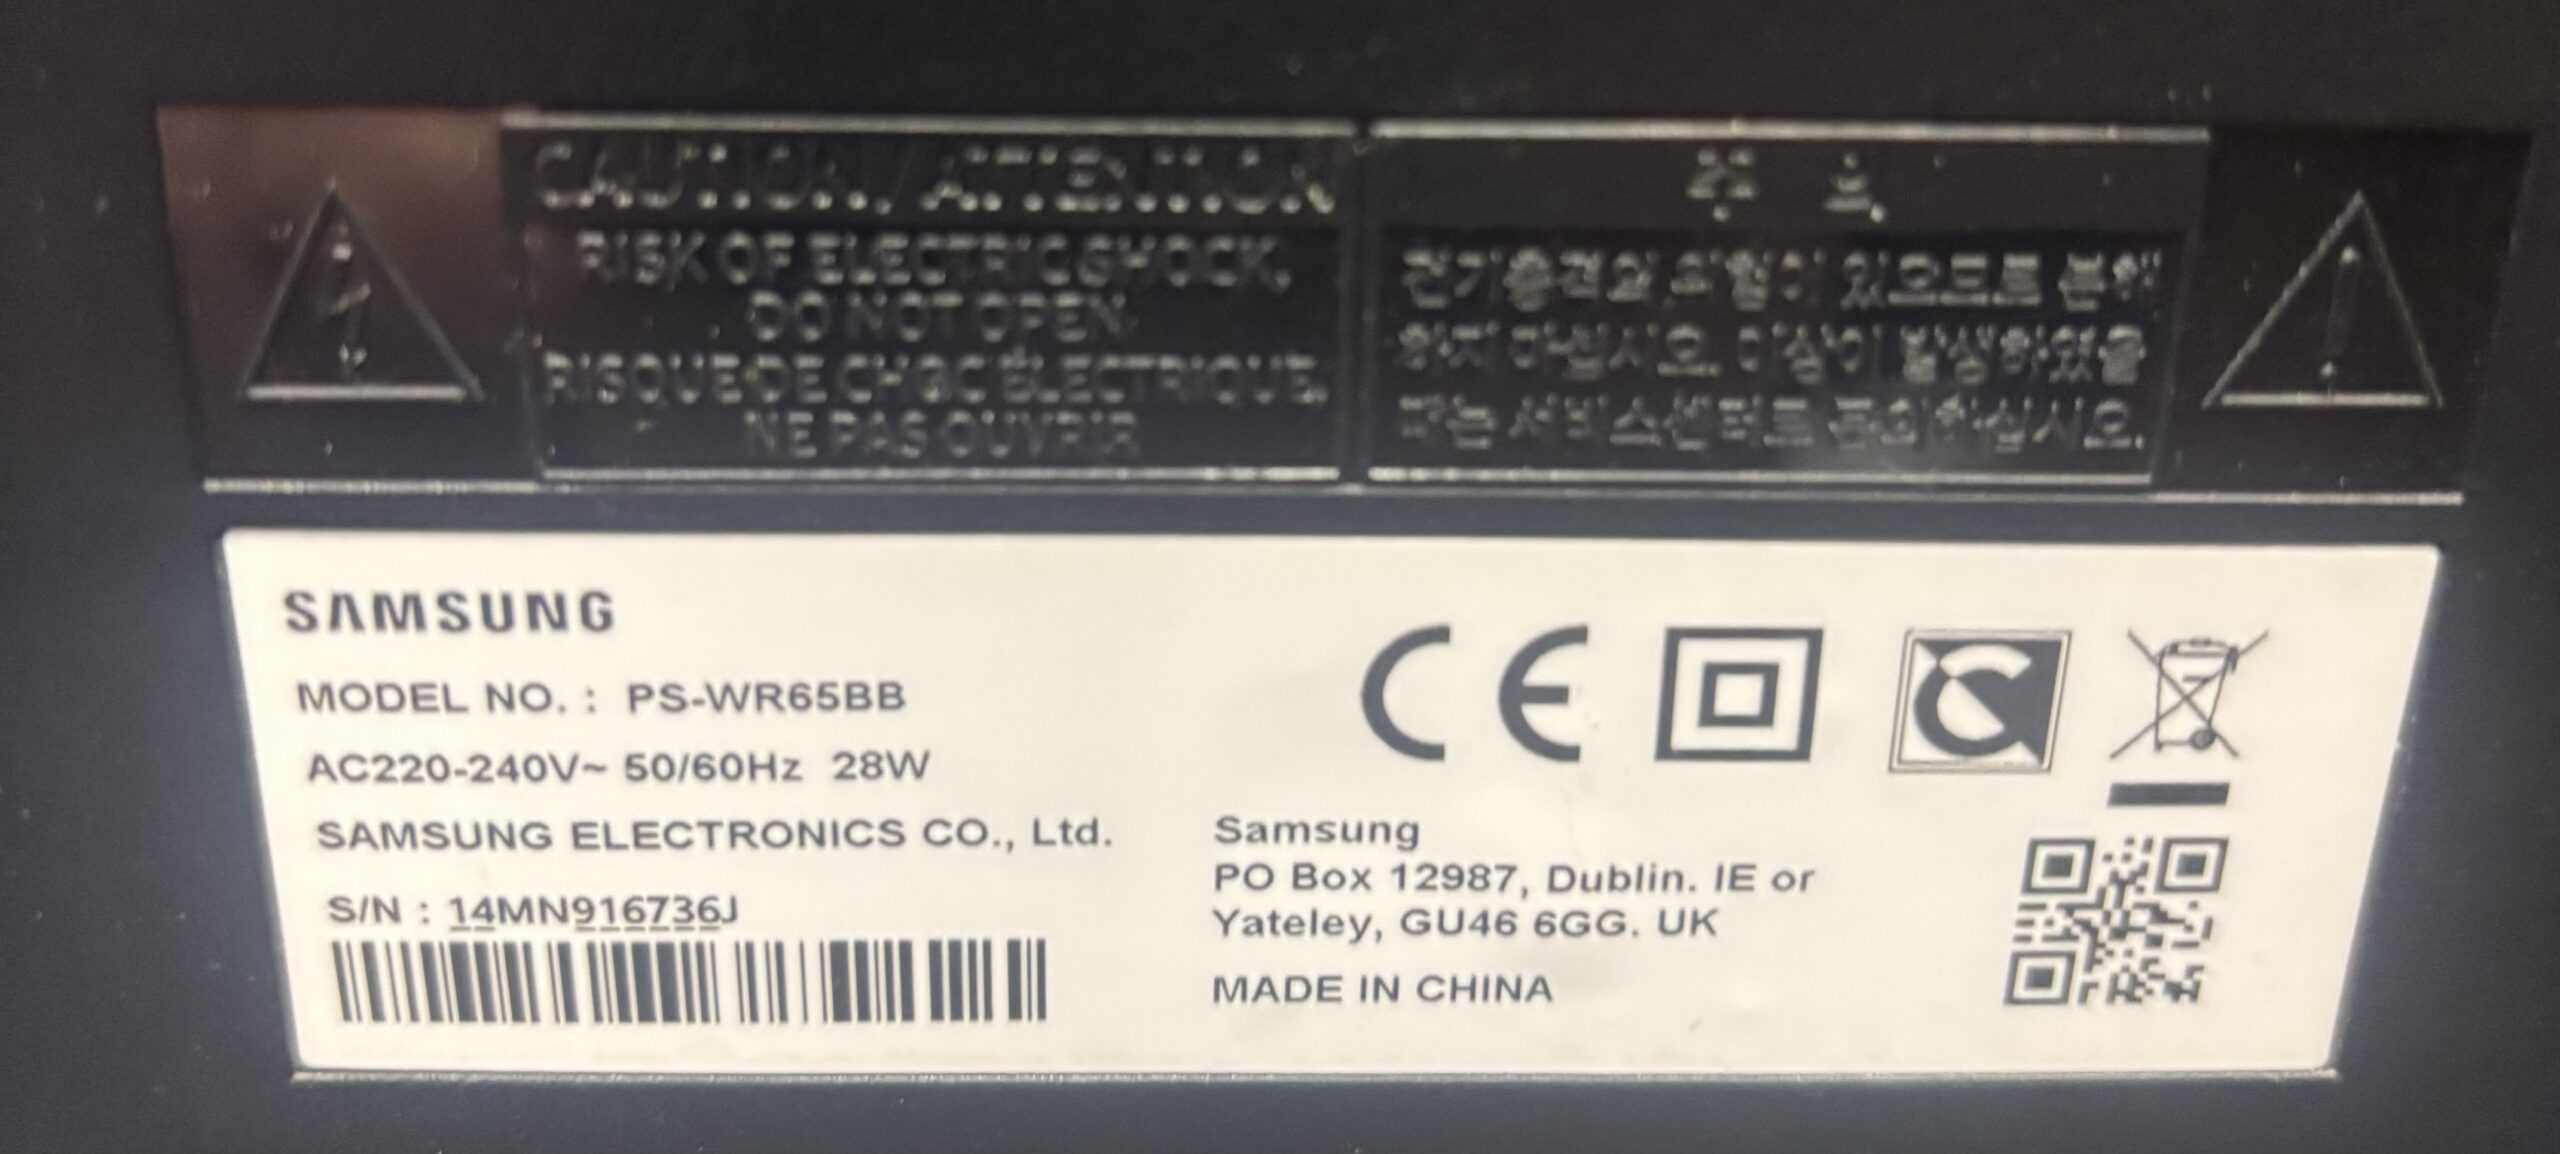 CAUTION / ATTENTION
RISK OF ELECTRIC SHOCK.
DO NOT OPEN
RISQUE DE CHOC ELECTRIQUE.
NE PAS OUVRIR
주 의
전기충격의 위험이 있으므로 분해
하지 마십시오. 이상이 발생하였을
때는 서비스센터로 문의하십시오.
SAMSUNG
MODEL NO. : PS-WR65BB
AC220-240V~ 50/60Hz 28W
SAMSUNG ELECTRONICS CO., Ltd.
S/N : 14MN916736J
Samsung
PO Box 12987, Dublin. IE or
Yateley, GU46 6GG. UK
MADE IN CHINA